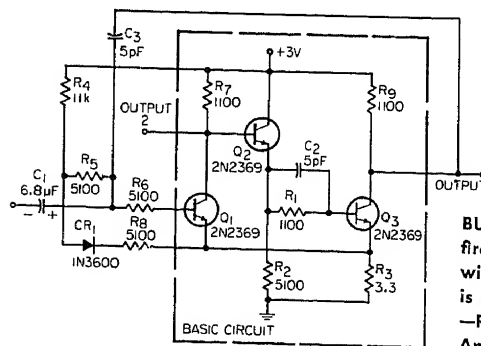 C3
5pF
+3V
R4
11k
R7
1100
R9
1100
OUTPUT
2
Q2
2N2369
C2
5pF
C1
6.8µF
R5
5100
R6
5100
Q1
2N2369
R1
1100
Q3
2N2369
OUTPUT
CR1
1N3600
R8
5100
R2
5100
R3
3.3
BASIC CIRCUIT
BU
fir
wi
is
—F